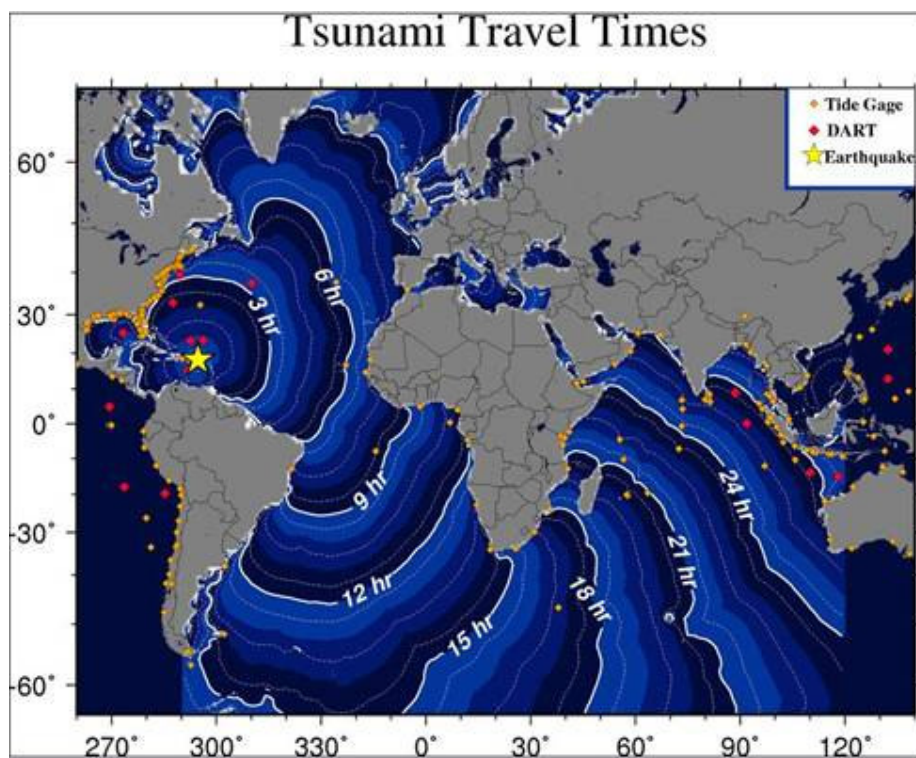 Tsunami Travel Times
Tide Gage
DART
Earthquake
60°
30°
0°
-30°
-60°
3 hr
6 hr
9 hr
12 hr
15 hr
18 hr
21 hr
24 hr
270° 300° 330° 0° 30° 60° 90° 120°